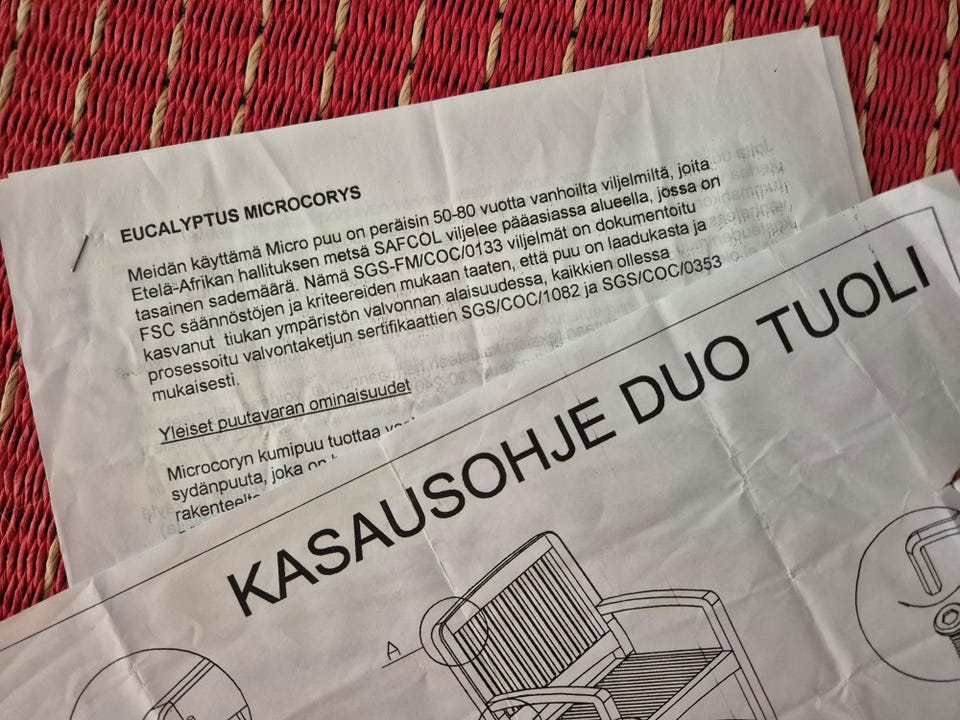 EUCALYPTUS MICROCORYS
Meidän käyttämä Micro puu on peräisin 50-80 vuotta vanhoilta viljelmiltä, joita
Etelä-Afrikan hallituksen metsä SAFCOL viljelee pääasiassa alueella, jossa on
tasainen sademäärä. Nämä SGS-FM/COC/0133 viljelmät on dokumentoitu
FSC säännöstöjen ja kriteereiden mukaan taaten, että puu on laadukasta ja
kasvanut tiukan ympäristön valvonnan alaisuudessa, kaikkien ollessa
prosessoitu valvontaketjun sertifikaattien SGS/COC/1082 ja SGS/COC/0353
mukaisesti.
Yleiset puutavaran ominaisuudet
Microcoryn kumipuu tuottaa
sydänpuuta, joka on
KASAUSOHJE DUO TUOLI
A